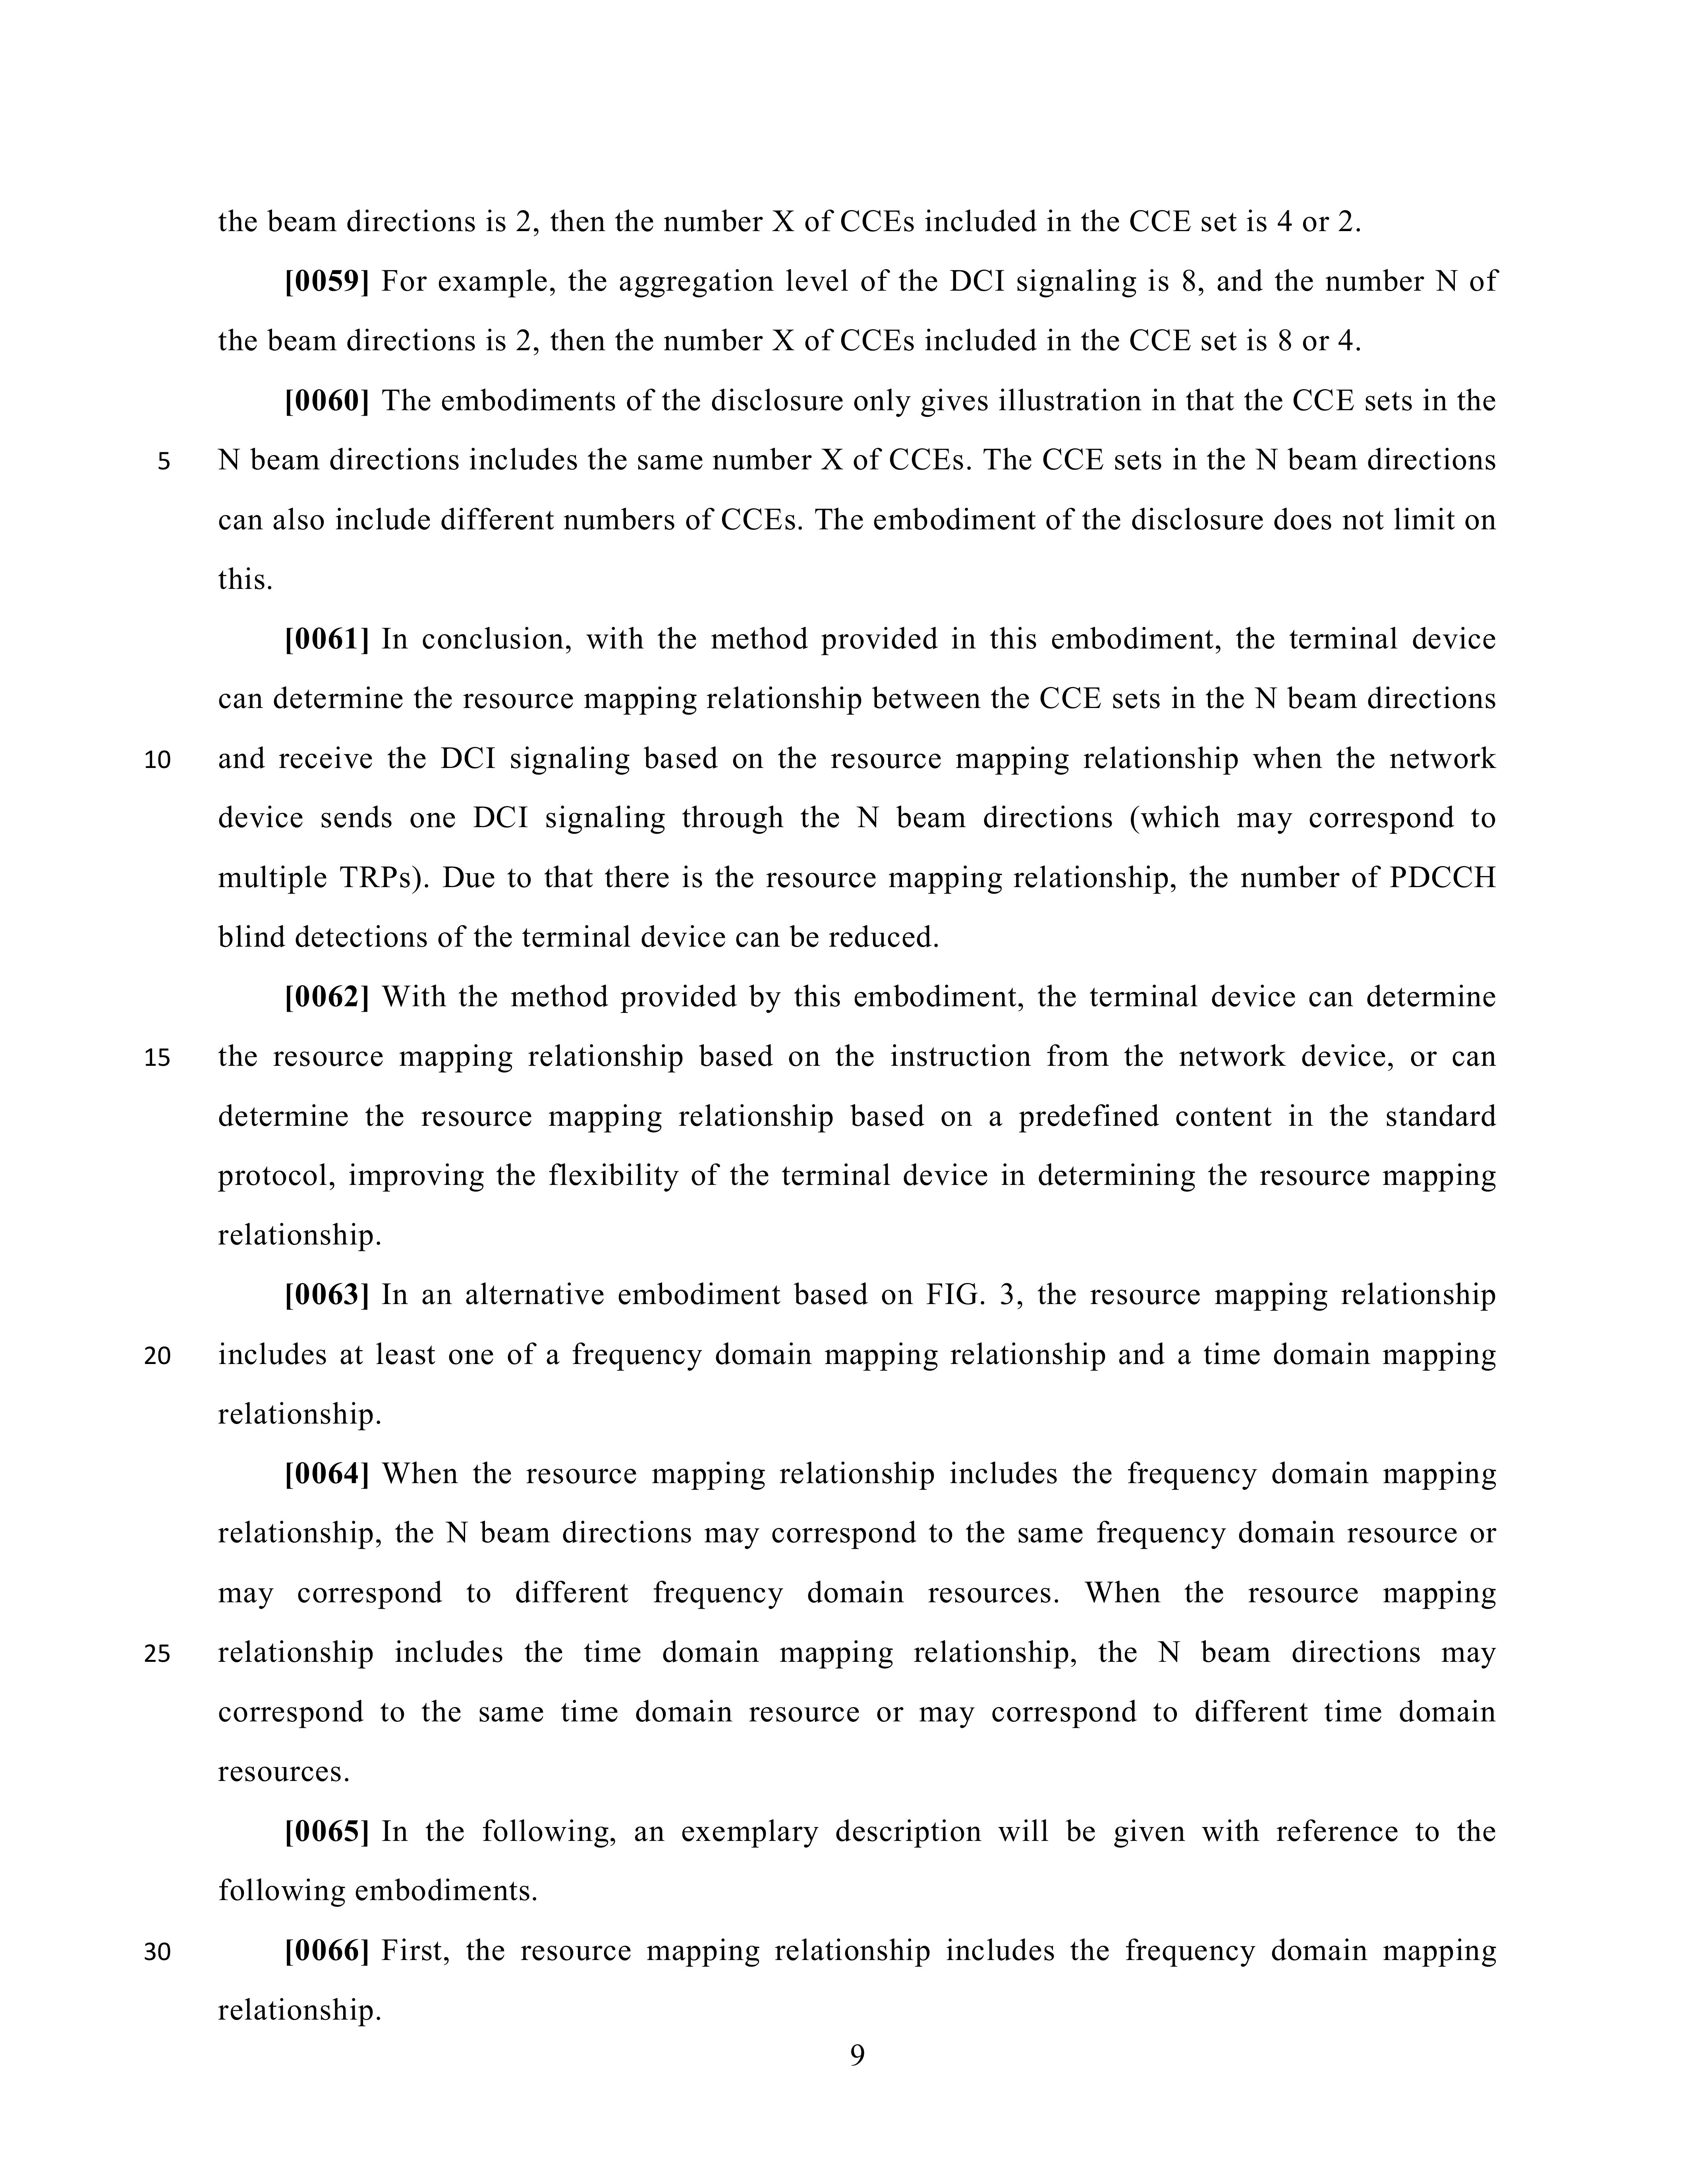 the beam directions is 2, then the number X of CCEs included in the CCE set is 4 or 2.
[0059] For example, the aggregation level of the DCI signaling is 8, and the number N of
the beam directions is 2, then the number X of CCEs included in the CCE set is 8 or 4.
[0060] The embodiments of the disclosure only gives illustration in that the CCE sets in the
5 N beam directions includes the same number X of CCEs. The CCE sets in the N beam directions
can also include different numbers of CCEs. The embodiment of the disclosure does not limit on
this.
[0061] In conclusion, with the method provided in this embodiment, the terminal device
can determine the resource mapping relationship between the CCE sets in the N beam directions
10 and receive the DCI signaling based on the resource mapping relationship when the network
device sends one DCI signaling through the N beam directions (which may correspond to
multiple TRPs). Due to that there is the resource mapping relationship, the number of PDCCH
blind detections of the terminal device can be reduced.
[0062] With the method provided by this embodiment, the terminal device can determine
15 the resource mapping relationship based on the instruction from the network device, or can
determine the resource mapping relationship based on a predefined content in the standard
protocol, improving the flexibility of the terminal device in determining the resource mapping
relationship.
[0063] In an alternative embodiment based on FIG. 3, the resource mapping relationship
20 includes at least one of a frequency domain mapping relationship and a time domain mapping
relationship.
[0064] When the resource mapping relationship includes the frequency domain mapping
relationship, the N beam directions may correspond to the same frequency domain resource or
may correspond to different frequency domain resources. When the resource mapping
25 relationship includes the time domain mapping relationship, the N beam directions may
correspond to the same time domain resource or may correspond to different time domain
resources.
[0065] In the following, an exemplary description will be given with reference to the
following embodiments.
30 [0066] First, the resource mapping relationship includes the frequency domain mapping
relationship.
9